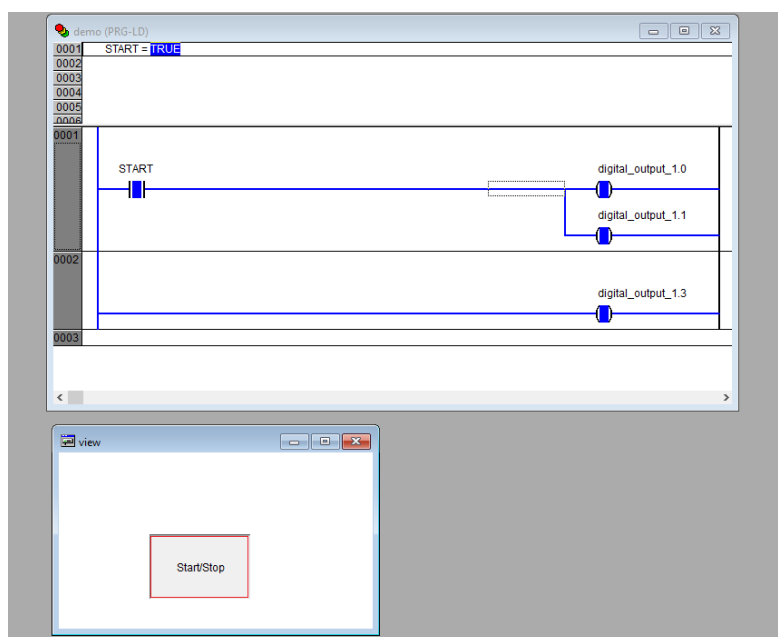 demo (PRG-LD)
0001 START = TRUE
0002
0003
0004
0005
0006
0001
START digital_output_1.0
digital_output_1.1
0002
digital_output_1.3
0003
view
Start/Stop